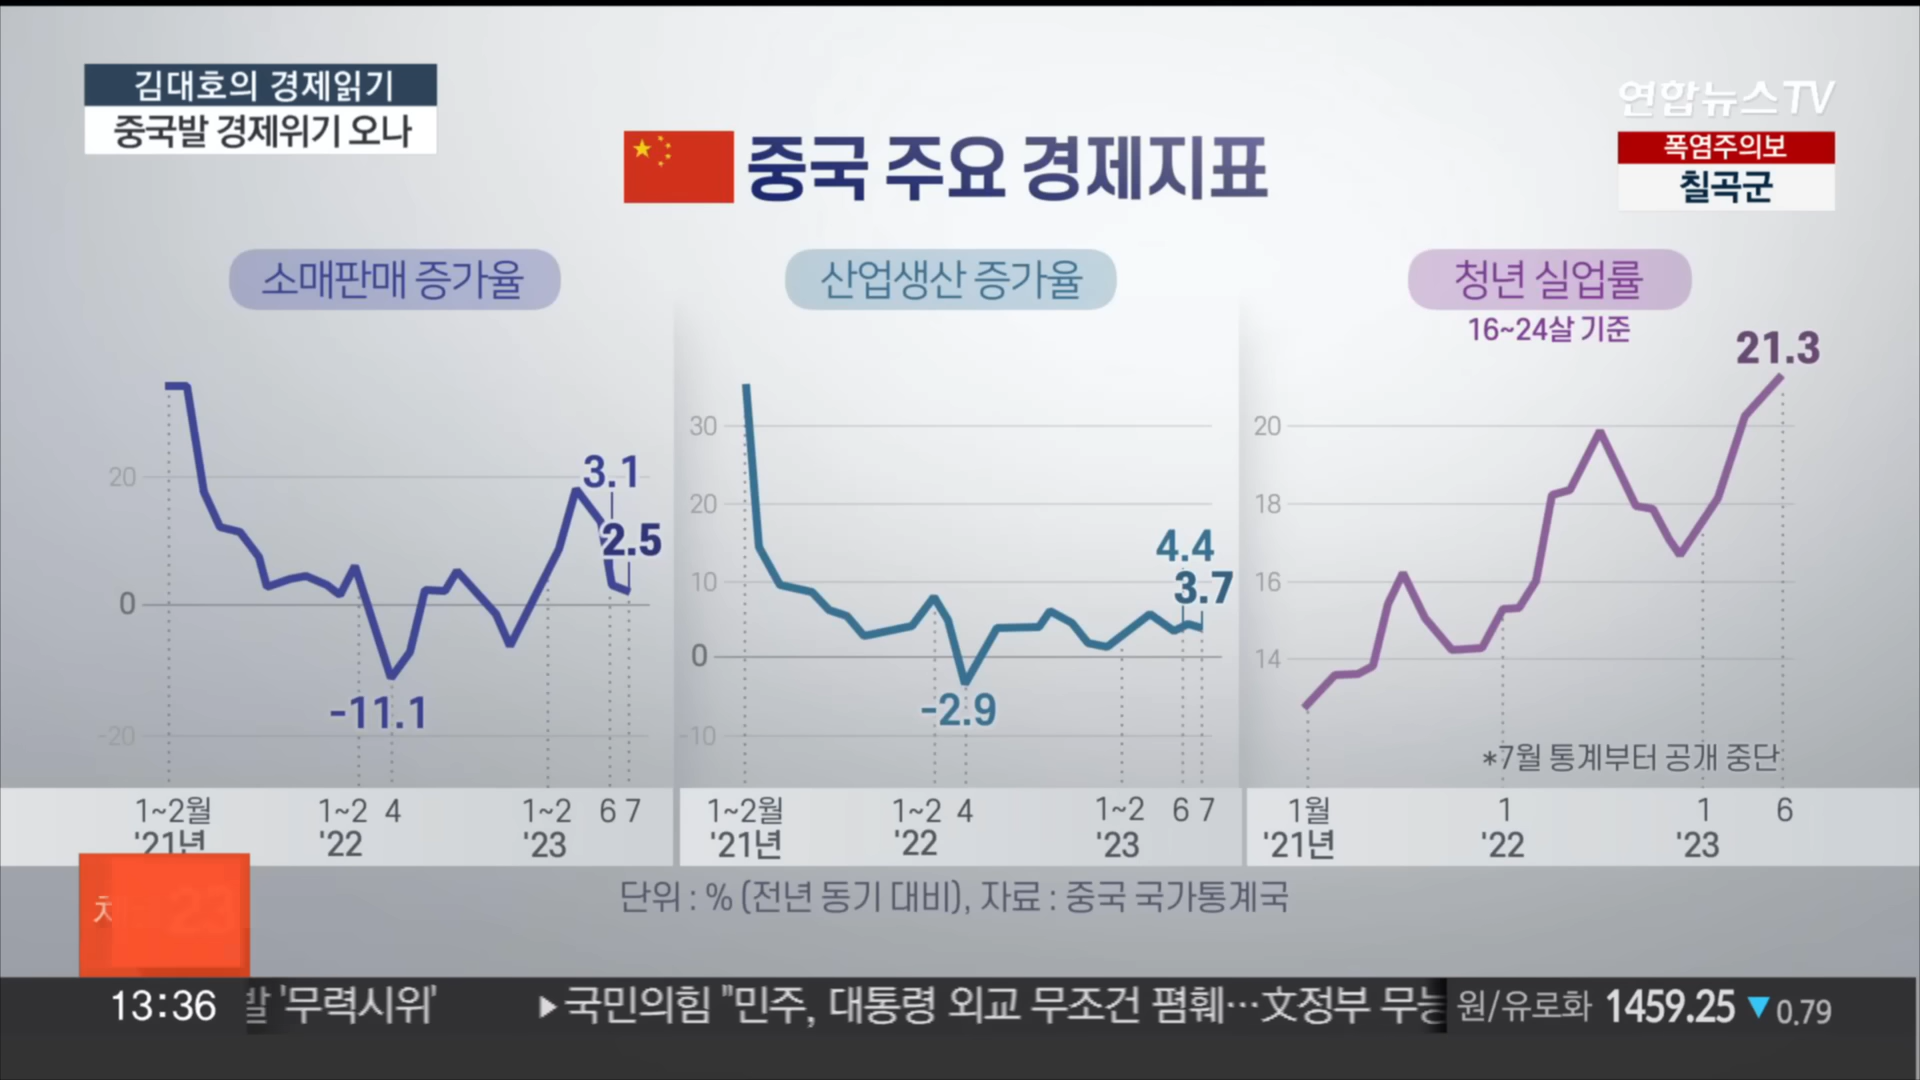 김대호의 경제읽기
중국발 경제위기 오나
연합뉴스TV
폭염주의보
칠곡군
중국 주요 경제지표
소매판매 증가율
20
0
-20
3.1
2.5
-11.1
1~2월 1~2 4 1~2 6 7
'21년 '22 '23
산업생산 증가율
30
20
10
0
-10
4.4
3.7
-2.9
1~2월 1~2 4 1~2 6 7
'21년 '22 '23
청년 실업률
16~24살 기준
21.3
20
18
16
14
*7월 통계부터 공개 중단
1월 1 1 6
'21년 '22 '23
단위 : % (전년 동기 대비), 자료 : 중국 국가통계국
23
13:36 발 '무력시위' ▶국민의힘 "민주, 대통령 외교 무조건 폄훼…文정부 무능 원/유로화 1459.25 ▼0.79